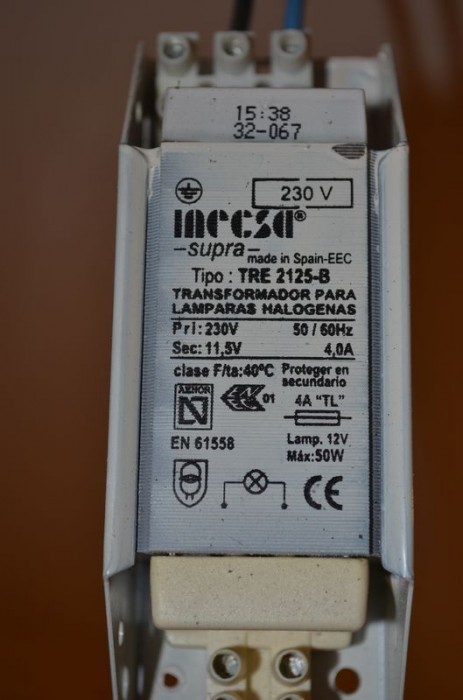 15:38
32-067
230 V
mecsa®
-supra-
made in Spain-EEC
Tipo : TRE 2125-B
TRANSFORMADOR PARA
LAMPARAS HALOGENAS
Pri: 230V 50 / 60Hz
Sec: 11,5V 4,0A
clase F/ta:40ºC Proteger en
secundario
AENOR
N
01
4A "TL"
EN 61558
Lamp. 12V
Máx:50W
CE